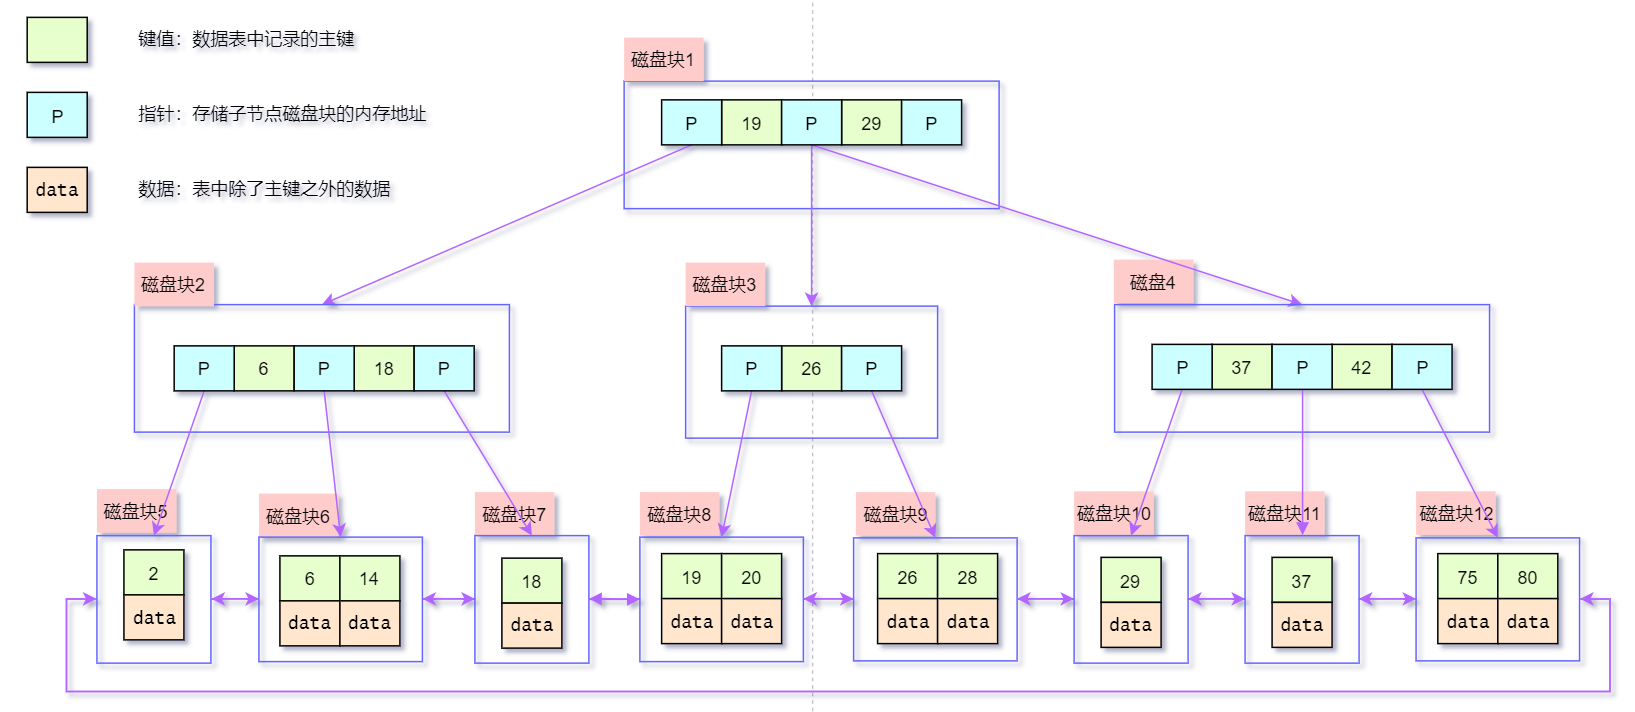 键值：数据表中记录的主键
P
指针：存储子节点磁盘块的内存地址
data
数据：表中除了主键之外的数据
磁盘块1
P 19 P 29 P
磁盘块2
P 6 P 18 P
磁盘块3
P 26 P
磁盘4
P 37 P 42 P
磁盘块5
2
data
磁盘块6
6 14
data data
磁盘块7
18
data
磁盘块8
19 20
data data
磁盘块9
26 28
data data
磁盘块10
29
data
磁盘块11
37
data
磁盘块12
75 80
data data